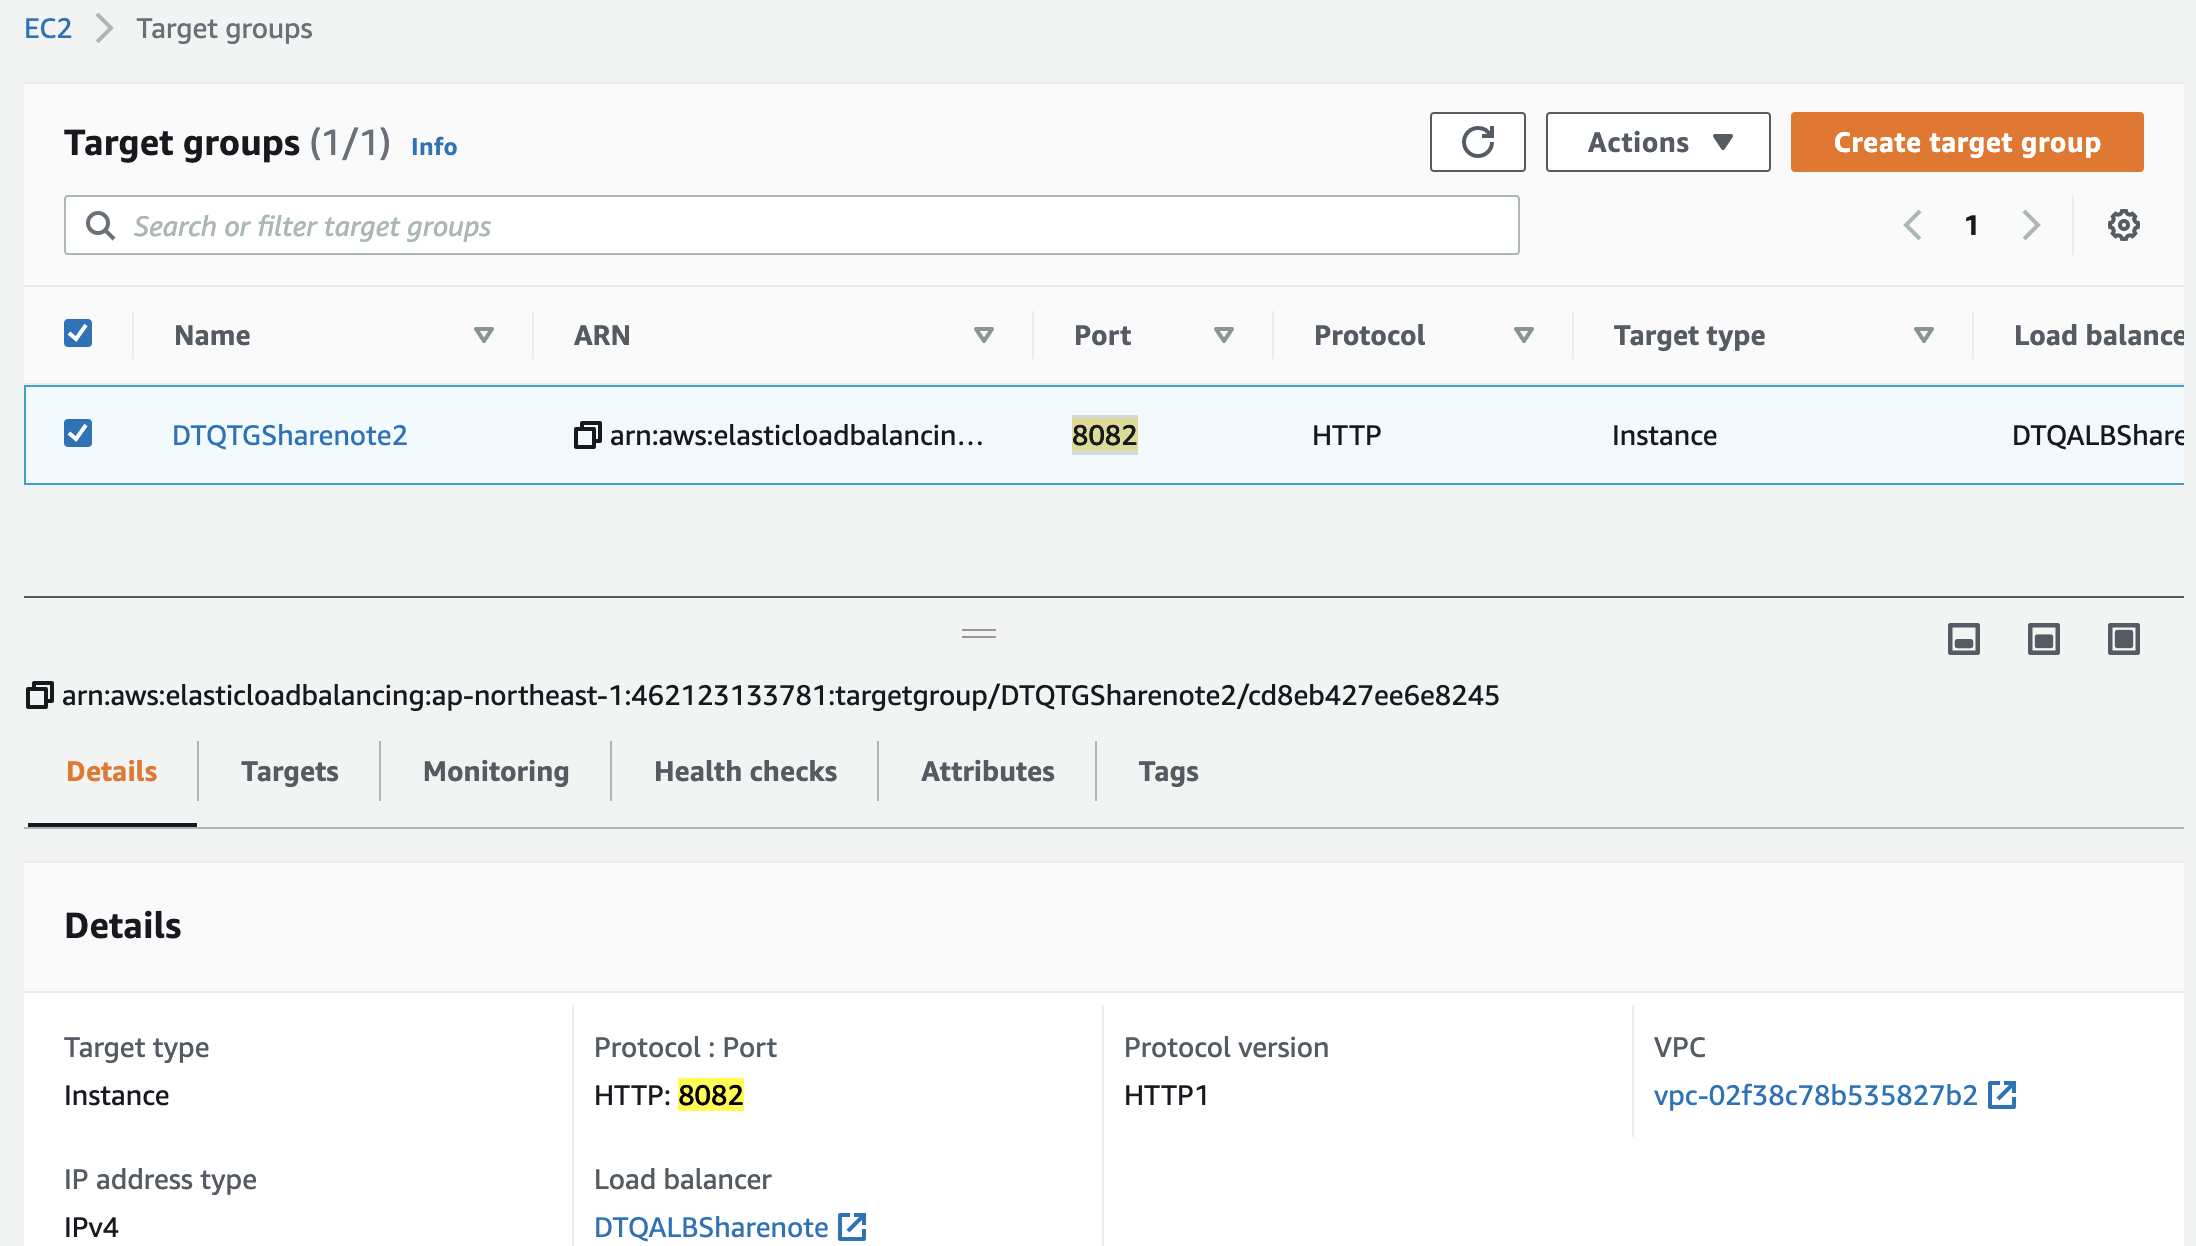 EC2 Target groups
Target groups (1/1) Info
Actions
Create target group
Search or filter target groups
1
Name ARN Port Protocol Target type Load balance
DTQTGSharenote2 arn:aws:elasticloadbalancin… 8082 HTTP Instance DTQALBShare
arn:aws:elasticloadbalancing:ap-northeast-1:462123133781:targetgroup/DTQTGSharenote2/cd8eb427ee6e8245
Details Targets Monitoring Health checks Attributes Tags
Details
Target type Protocol : Port Protocol version VPC
Instance HTTP: 8082 HTTP1 vpc-02f38c78b535827b2
IP address type Load balancer
IPv4 DTQALBSharenote